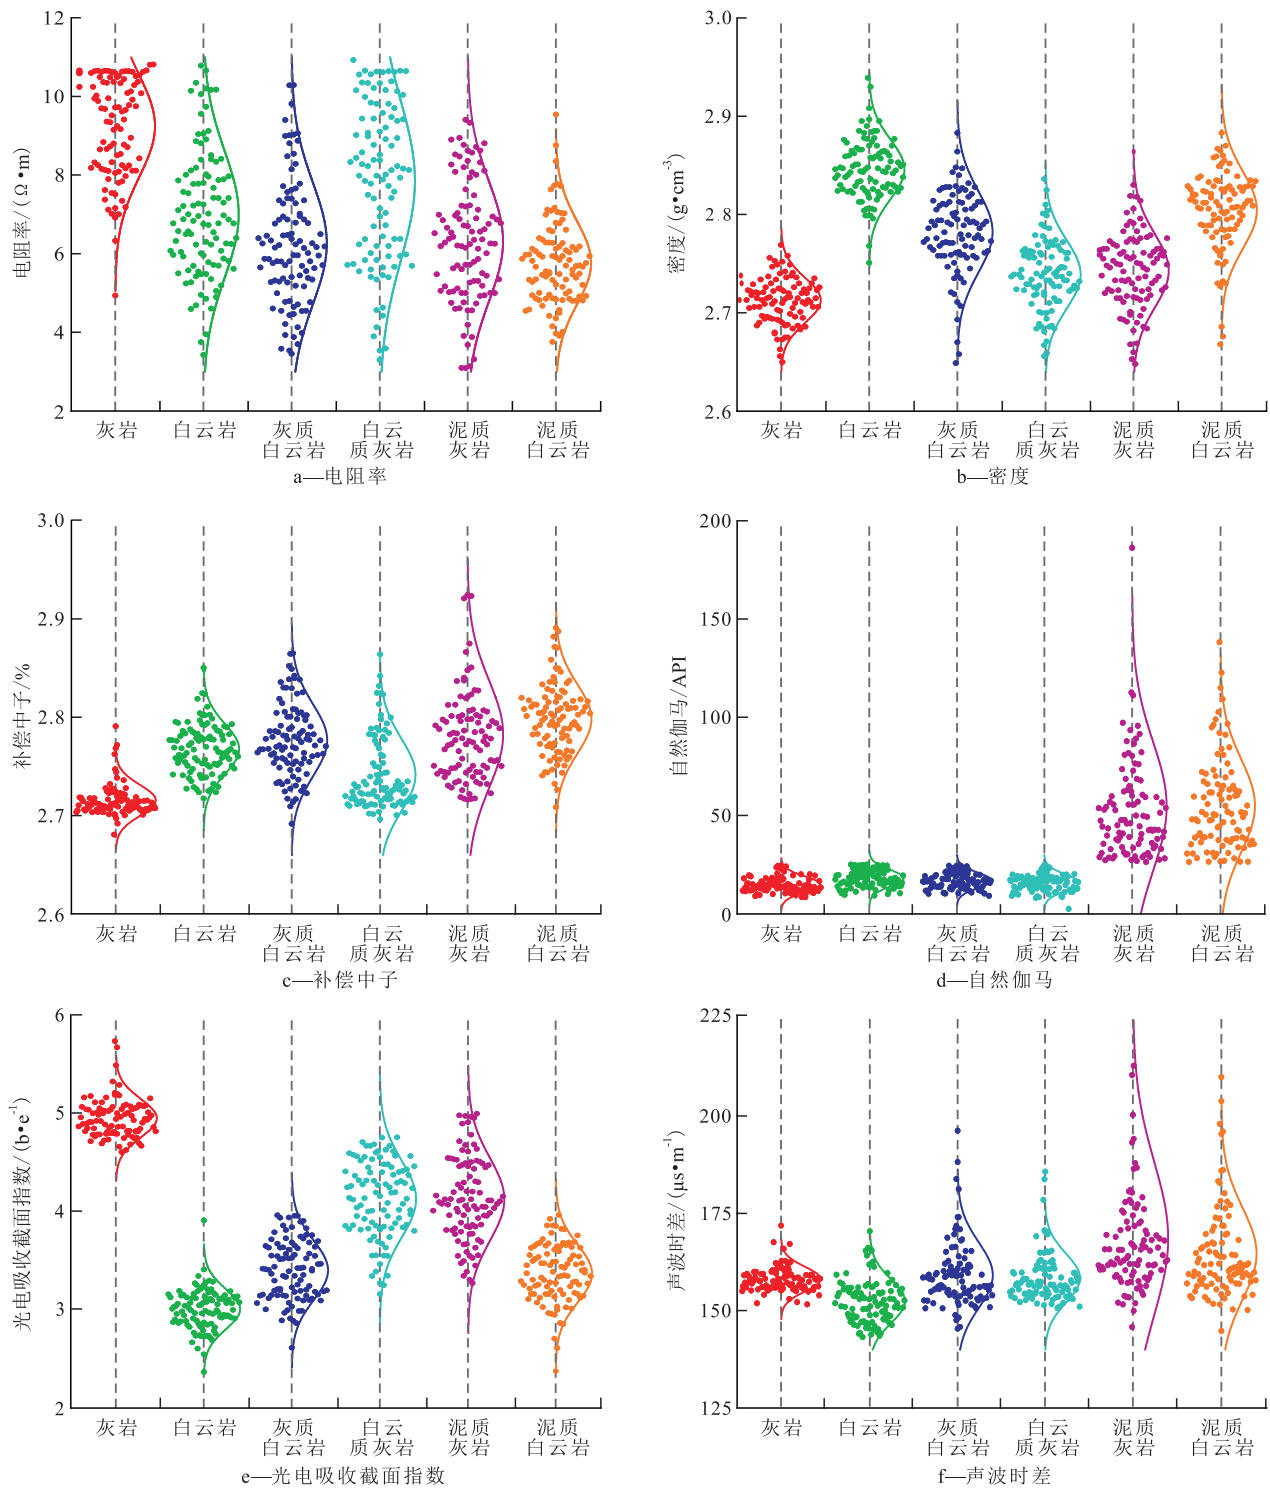 12
10
8
6
4
2
电阻率/(Ω•m)
灰岩
白云岩
灰质
白云岩
白云
质灰岩
泥质
灰岩
泥质
白云岩
a—电阻率
3.0
2.9
2.8
2.7
2.6
密度/(g•cm⁻³)
灰岩
白云岩
灰质
白云岩
白云
质灰岩
泥质
灰岩
泥质
白云岩
b—密度
3.0
2.9
2.8
2.7
2.6
补偿中子/%
灰岩
白云岩
灰质
白云岩
白云
质灰岩
泥质
灰岩
泥质
白云岩
c—补偿中子
200
150
100
50
0
自然伽马/API
灰岩
白云岩
灰质
白云岩
白云
质灰岩
泥质
灰岩
泥质
白云岩
d—自然伽马
6
5
4
3
2
光电吸收截面指数/(b•e⁻¹)
灰岩
白云岩
灰质
白云岩
白云
质灰岩
泥质
灰岩
泥质
白云岩
e—光电吸收截面指数
225
200
175
150
125
声波时差/(μs•m⁻¹)
灰岩
白云岩
灰质
白云岩
白云
质灰岩
泥质
灰岩
泥质
白云岩
f—声波时差